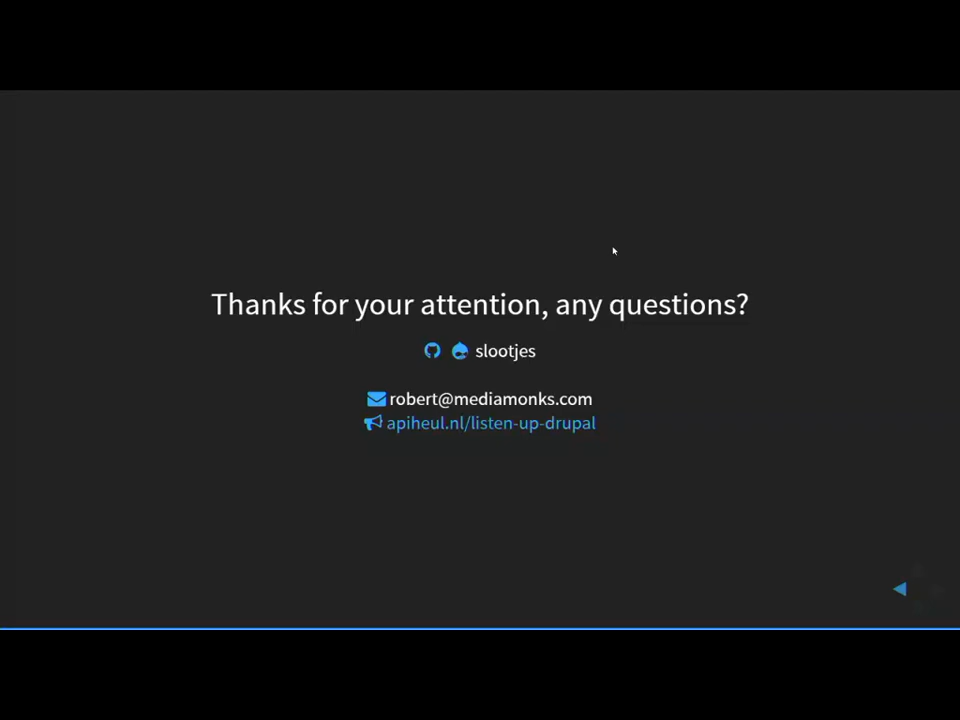 Thanks for your attention, any questions?
slootjes
robert@mediamonks.com
apiheul.nl/listen-up-drupal